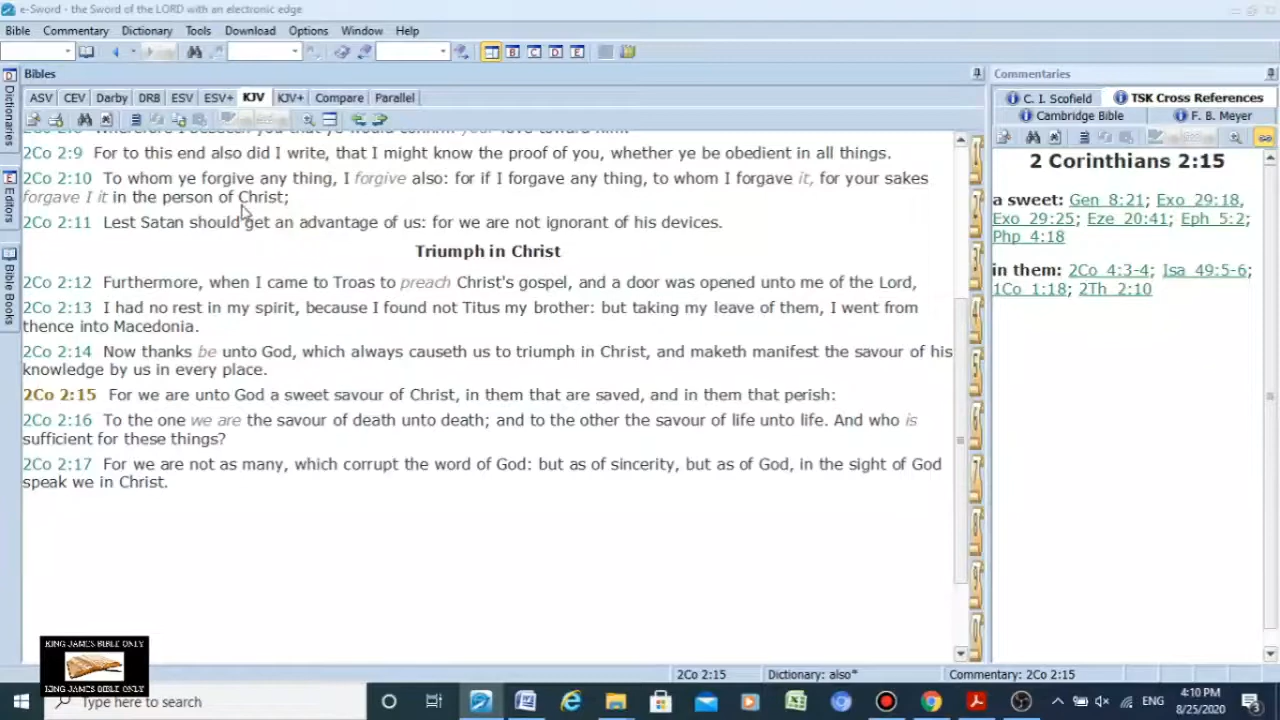 e-Sword - the Sword of the LORD with an electronic edge
Bible Commentary Dictionary Tools Download Options Window Help
Bibles
Commentaries
Dictionaries
Editors
Bible Books
ASV CEV Darby DRB ESV ESV+ KJV KJV+ Compare Parallel
C. I. Scofield TSK Cross References
Cambridge Bible F. B. Meyer
your love toward him.
2Co 2:9 For to this end also did I write, that I might know the proof of you, whether ye be obedient in all things.
2Co 2:10 To whom ye forgive any thing, I forgive also: for if I forgave any thing, to whom I forgave it, for your sakes
forgave I it in the person of Christ;
2Co 2:11 Lest Satan should get an advantage of us: for we are not ignorant of his devices.
Triumph in Christ
2Co 2:12 Furthermore, when I came to Troas to preach Christ's gospel, and a door was opened unto me of the Lord,
2Co 2:13 I had no rest in my spirit, because I found not Titus my brother: but taking my leave of them, I went from
thence into Macedonia.
2Co 2:14 Now thanks be unto God, which always causeth us to triumph in Christ, and maketh manifest the savour of his
knowledge by us in every place.
2Co 2:15 For we are unto God a sweet savour of Christ, in them that are saved, and in them that perish:
2Co 2:16 To the one we are the savour of death unto death; and to the other the savour of life unto life. And who is
sufficient for these things?
2Co 2:17 For we are not as many, which corrupt the word of God: but as of sincerity, but as of God, in the sight of God
speak we in Christ.
2 Corinthians 2:15
a sweet: Gen 8:21; Exo 29:18,
Exo 29:25; Eze 20:41; Eph 5:2;
Php 4:18
in them: 2Co 4:3-4; Isa 49:5-6;
1Co 1:18; 2Th 2:10
KING JAMES BIBLE ONLY
KING JAMES BIBLE ONLY
2Co 2:15 Dictionary: also* Commentary: 2Co 2:15
Type here to search
ENG
4:10 PM
8/25/2020
3